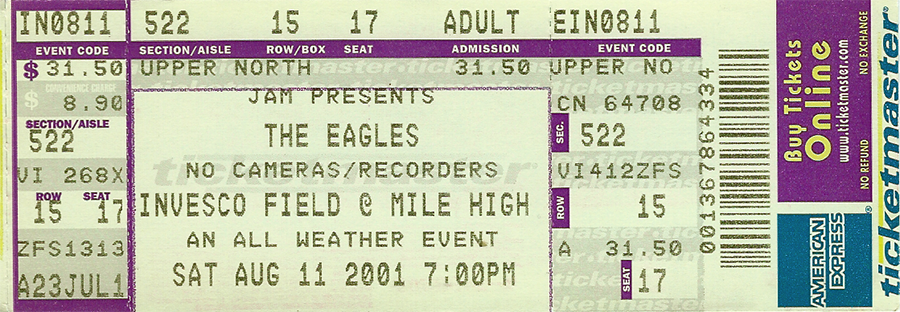 IN0811 522 15 17 ADULT EIN0811
EVENT CODE SECTION/AISLE ROW/BOX SEAT ADMISSION
$ 31.50 UPPER NORTH 31.50 UPPER NO
$ 8.90 CONVENIENCE CHARGE
JAM PRESENTS
CN 64708
SECTION/AISLE
522
THE EAGLES
SEC. 522
VI 268X
NO CAMERAS/RECORDERS
VI412ZFS
ROW SEAT
15 17
INVESCO FIELD @ MILE HIGH
ROW 15
ZFS1313
AN ALL WEATHER EVENT
A 31.50
A23JUL1
SAT AUG 11 2001 7:00PM
SEAT 17
ticketmaster
Buy Tickets
Online
www.ticketmaster.com
NO REFUND NO EXCHANGE
AMERICAN
EXPRESS
ticketmaster